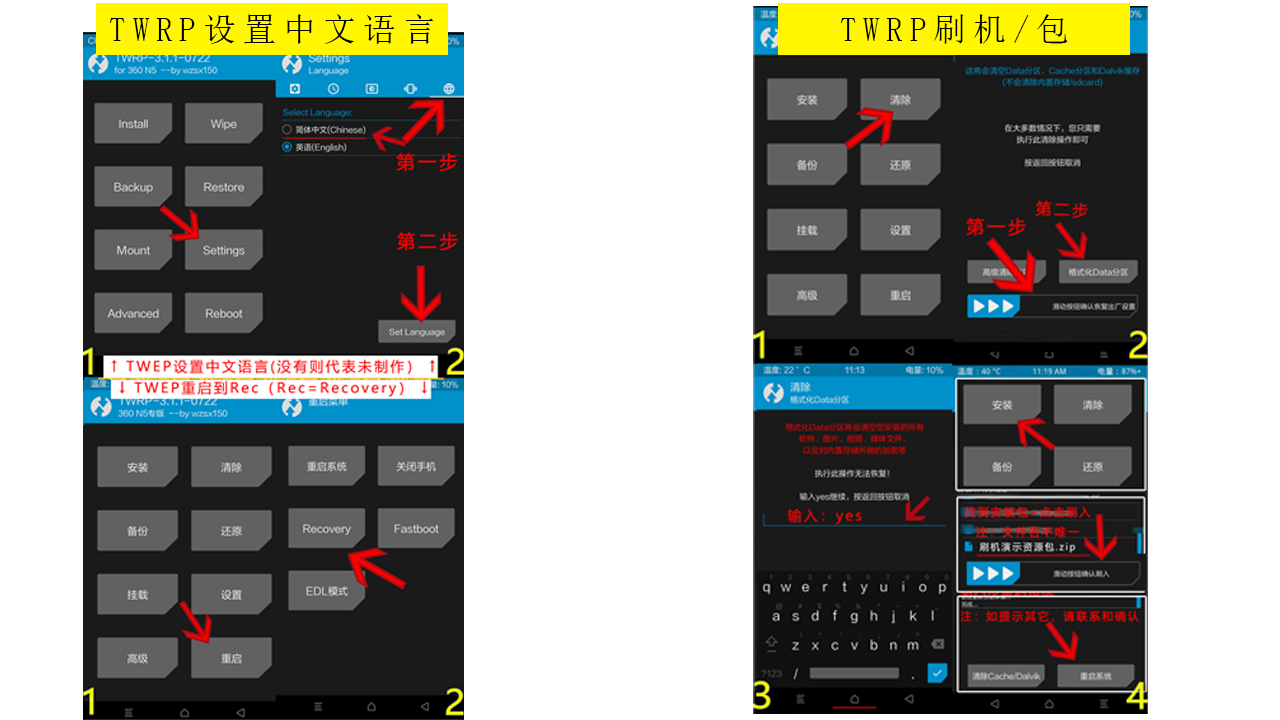 TWRP设置中文语言
TWRP-3.1.1-0722
for 360 N5 --by wzsx150
Install
Wipe
Backup
Restore
Mount
Settings
Advanced
Reboot
1
Settings
Language
Select Language:
简体中文(Chinese)
英语(English)
第一步
第二步
Set Language
2
↑ TWEP设置中文语言(没有则代表未制作) ↑
↓ TWEP重启到Rec（Rec=Recovery） ↓
温度:
量: 10%
TWRP-3.1.1-0722
360 N5专版 --by wzsx150
安装
清除
备份
还原
挂载
设置
高级
重启
1
重启菜单
重启系统
关闭手机
Recovery
Fastboot
EDL模式
2
TWRP刷机/包
温度
0%
安装
清除
备份
还原
挂载
设置
高级
重启
1
这将会清空Data分区、Cache分区和Dalvik缓存
(不会清除内置存储/sdcard)
在大多数情况下，您只需要
执行此清除操作即可
按返回按钮取消
第一步
第二步
高级清
格式化Data分区
滑动按钮确认恢复出厂设置
2
温度: 22 ° C
11:13
电量: 10%
清除
格式化Data分区
格式化Data分区将会清空您安装的所有
软件、图片、视频、媒体文件、
以及对内置存储所做的加密等
执行此操作无法恢复!
输入yes继续，按返回按钮取消
输入: yes
q w e r t y u i o p
a s d f g h j k l
z x c v b n m
?123
/
.
3
温度: 40 ℃
11:19 AM
电量: 87%+
安装
清除
备份
还原
找到安装包，点击刷入
注: 文件名不唯一
刷机演示资源包.zip
滑动按钮确认刷入
完成...
注: 如提示其它，请联系和确认
清除Cache/Dalvik
重启系统
4